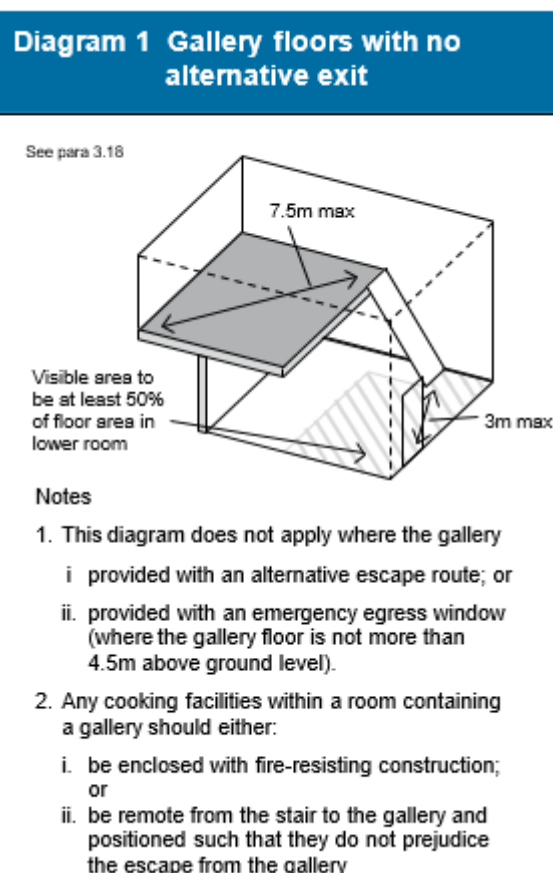 Diagram 1 Gallery floors with no
alternative exit
See para 3.18
7.5m max
Visible area to
be at least 50%
of floor area in
lower room
3m max
Notes
1. This diagram does not apply where the gallery
i provided with an alternative escape route; or
ii. provided with an emergency egress window
(where the gallery floor is not more than
4.5m above ground level).
2. Any cooking facilities within a room containing
a gallery should either:
i. be enclosed with fire-resisting construction;
or
ii. be remote from the stair to the gallery and
positioned such that they do not prejudice
the escape from the gallery